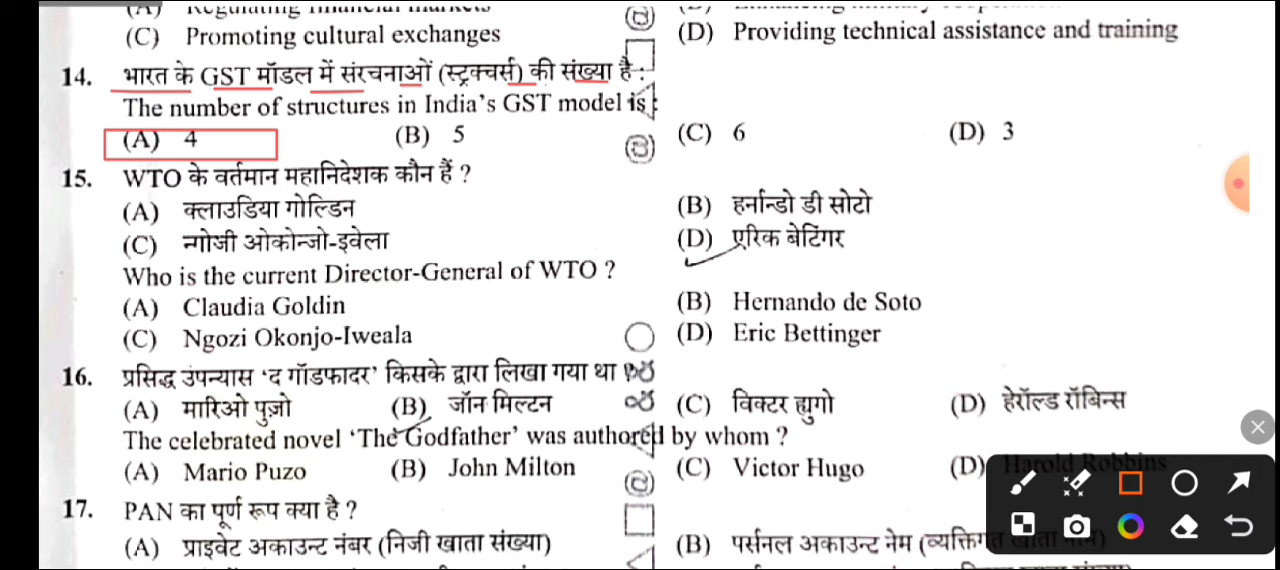 (C) Promoting cultural exchanges (D) Providing technical assistance and training
14. भारत के GST मॉडल में संरचनाओं (स्ट्रक्चर्स) की संख्या है :
The number of structures in India's GST model is :
(A) 4 (B) 5 (C) 6 (D) 3
15. WTO के वर्तमान महानिदेशक कौन हैं ?
(A) क्लाउडिया गोल्डिन (B) हर्नान्डो डी सोटो
(C) न्गोजी ओकोन्जो-इवेला (D) एरिक बेटिंगर
Who is the current Director-General of WTO ?
(A) Claudia Goldin (B) Hernando de Soto
(C) Ngozi Okonjo-Iweala (D) Eric Bettinger
16. प्रसिद्ध उपन्यास ‘द गॉडफादर’ किसके द्वारा लिखा गया था ?
(A) मारिओ पुज़ो (B) जॉन मिल्टन (C) विक्टर ह्युगो (D) हेरॉल्ड रॉबिन्स
The celebrated novel ‘The Godfather’ was authored by whom ?
(A) Mario Puzo (B) John Milton (C) Victor Hugo (D) Harold Robbins
17. PAN का पूर्ण रूप क्या है ?
(A) प्राइवेट अकाउन्ट नंबर (निजी खाता संख्या) (B) पर्सनल अकाउन्ट नेम (व्यक्तिगत खाता नाम)